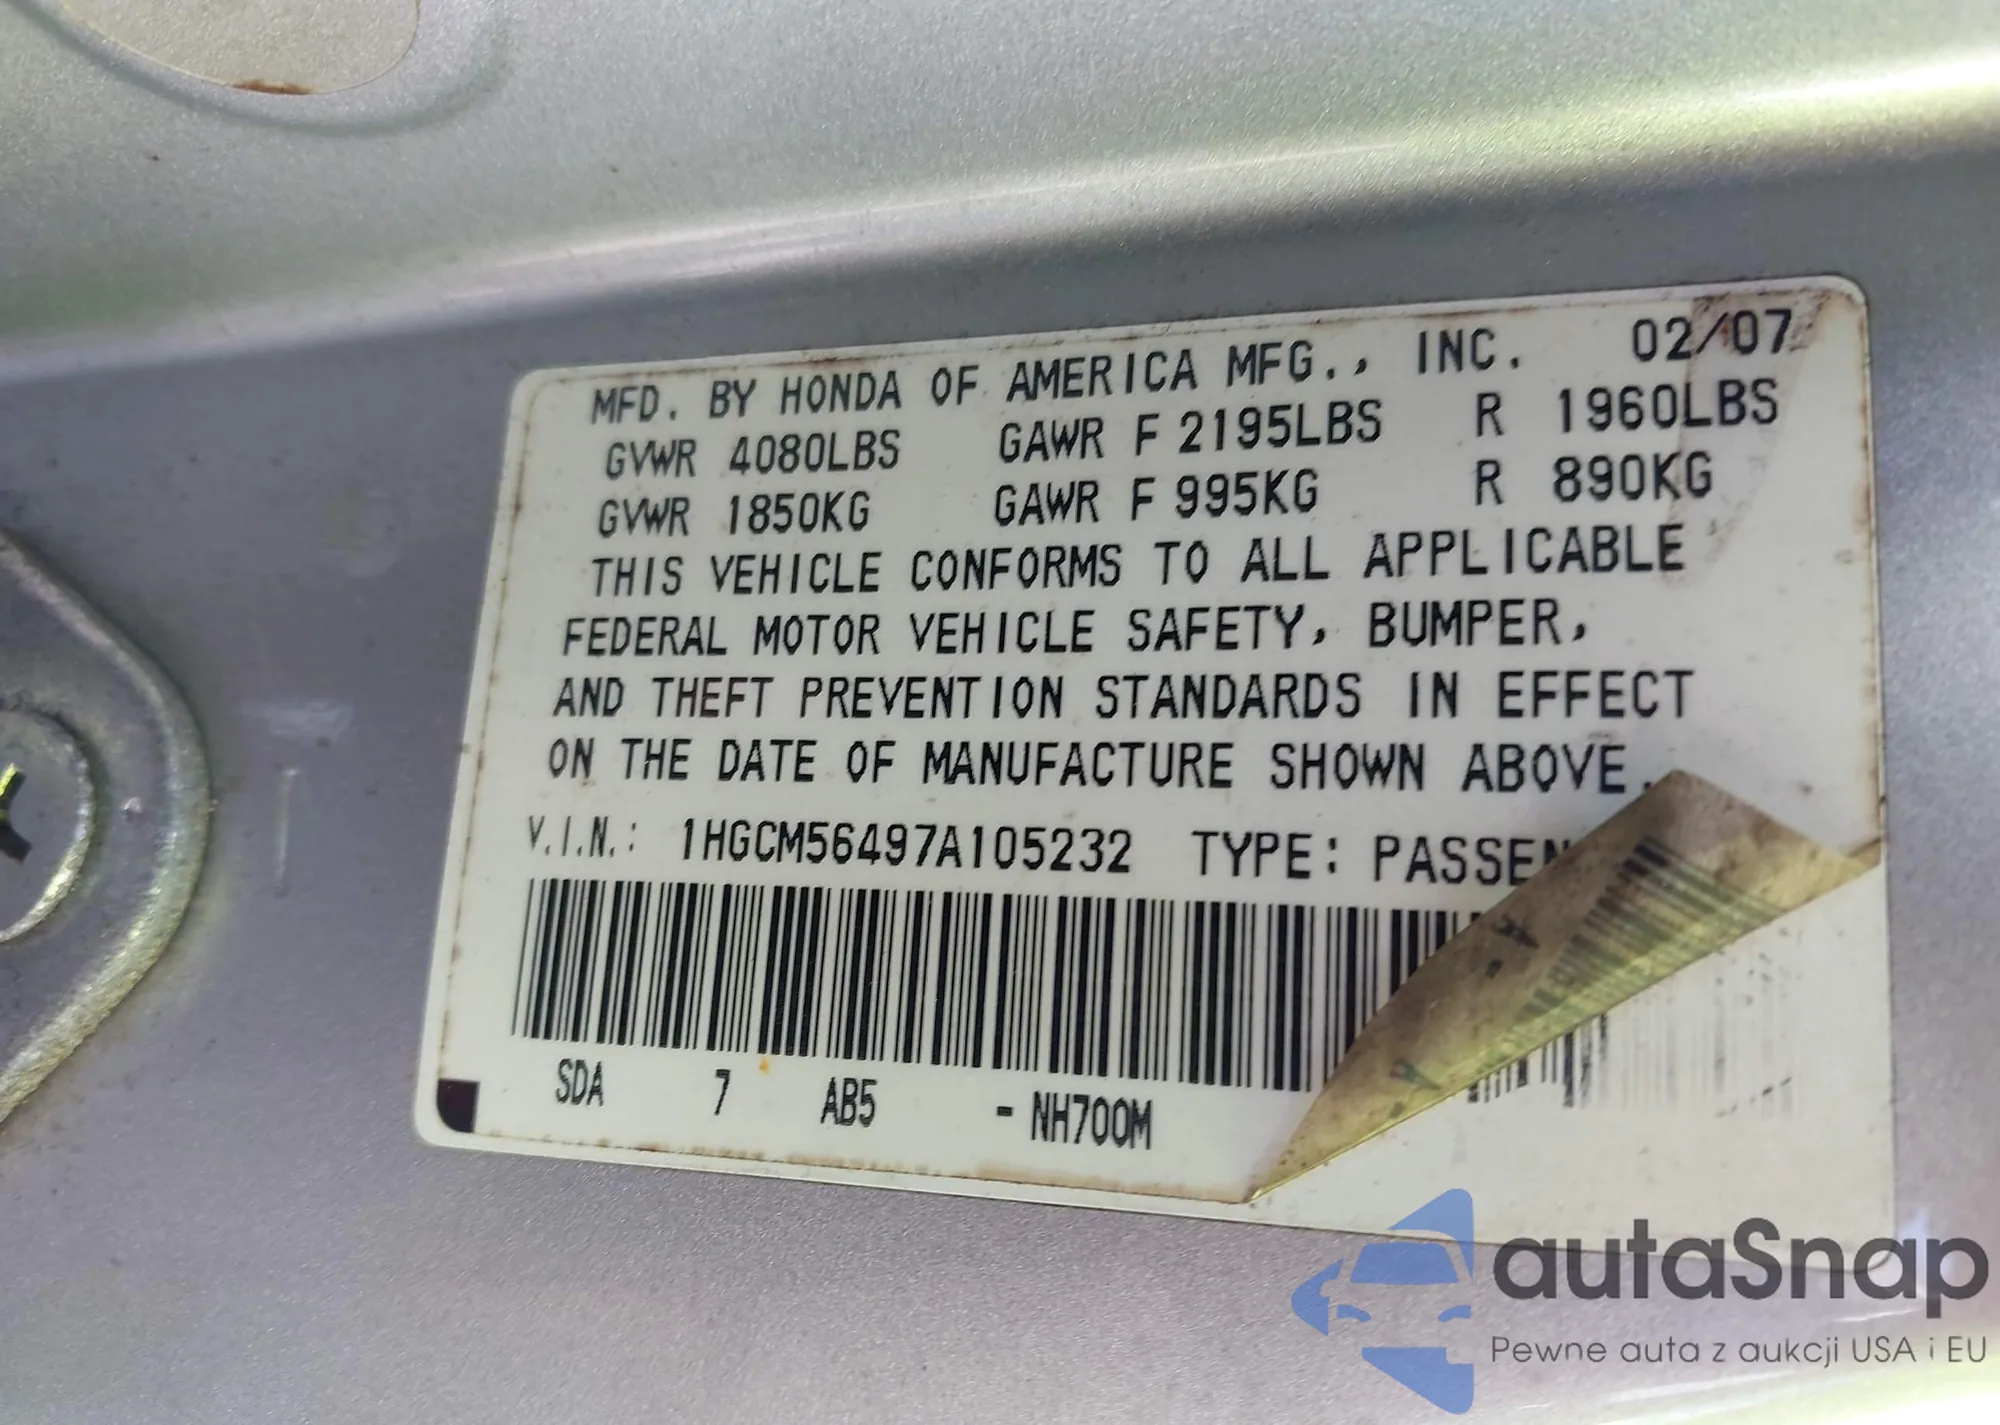 MFD. BY HONDA OF AMERICA MFG., INC. 02/07
GVWR 4080LBS GAWR F 2195LBS R 1960LBS
GVWR 1850KG GAWR F 995KG R 890KG
THIS VEHICLE CONFORMS TO ALL APPLICABLE
FEDERAL MOTOR VEHICLE SAFETY, BUMPER,
AND THEFT PREVENTION STANDARDS IN EFFECT
ON THE DATE OF MANUFACTURE SHOWN ABOVE.
V.I.N.: 1HGCM56497A105232 TYPE: PASSEN
SDA 7 AB5 - NH700M
autaSnap
Pewne auta z aukcji USA i EU